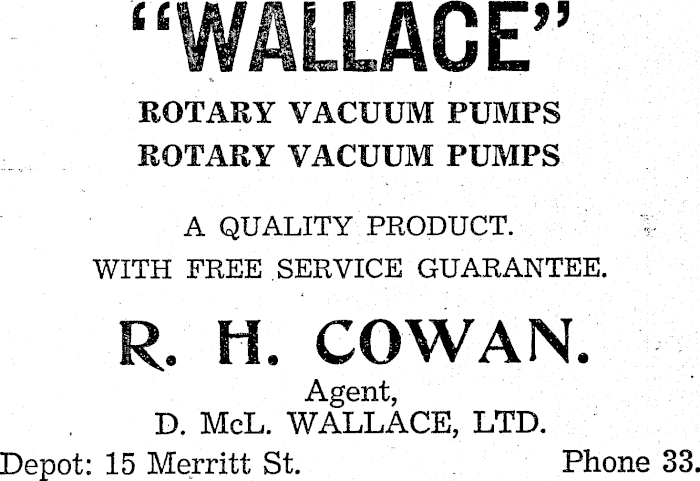 “WALLACE”
ROTARY VACUUM PUMPS
ROTARY VACUUM PUMPS
A QUALITY PRODUCT.
WITH FREE SERVICE GUARANTEE.
R. H. COWAN.
Agent,
D. McL. WALLACE, LTD.
Depot: 15 Merritt St. Phone 33.